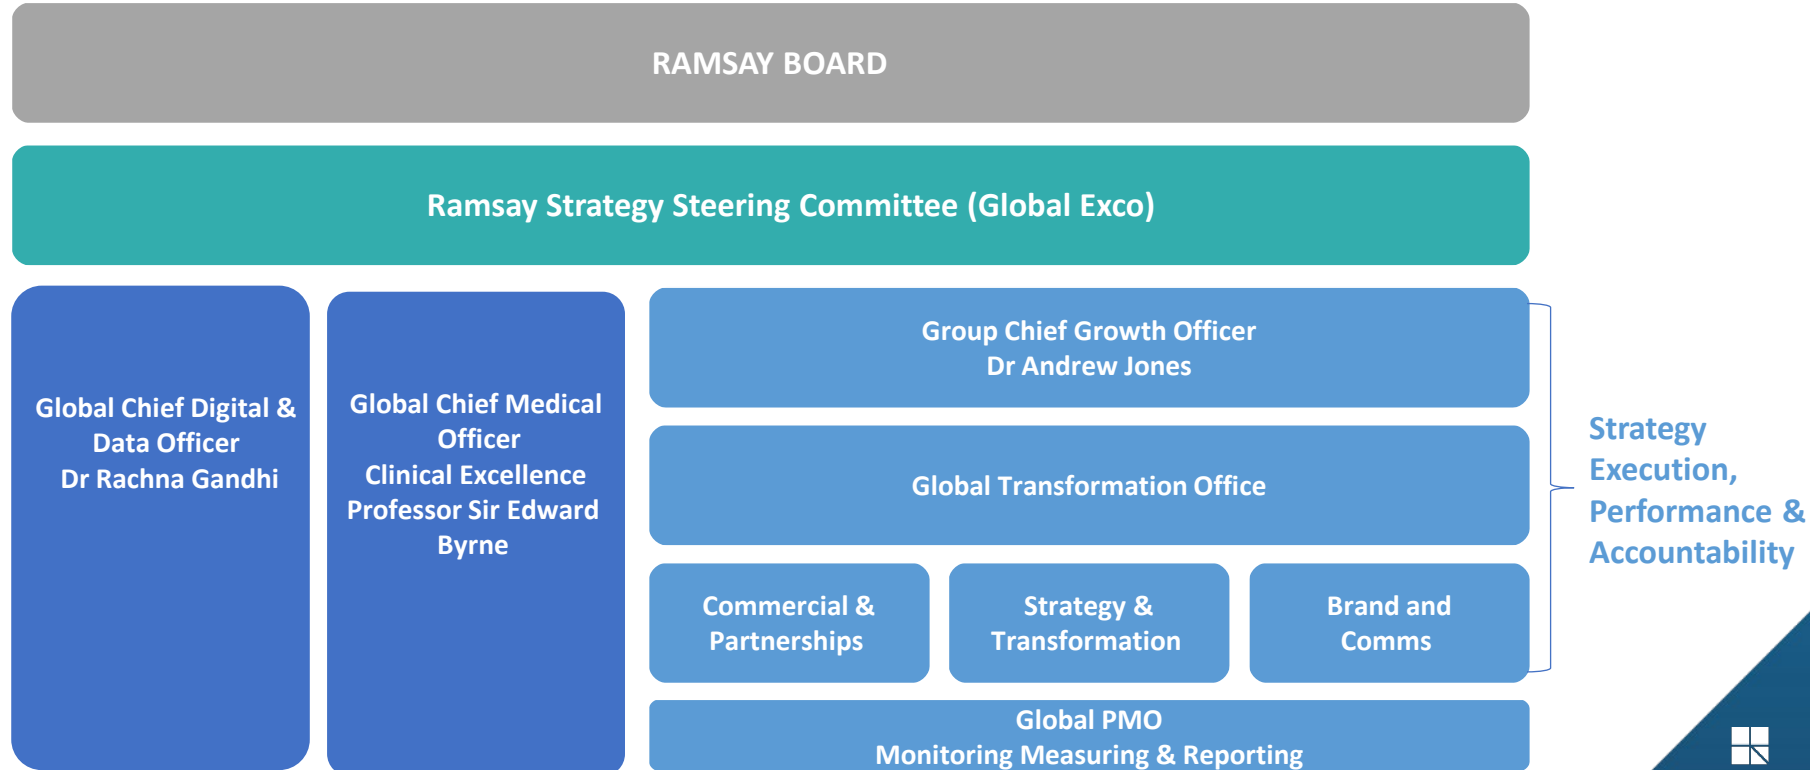 RAMSAY BOARD
Ramsay Strategy Steering Committee (Global Exco)
Global Chief Digital &
Data Officer
Dr Rachna Gandhi
Global Chief Medical
Officer
Clinical Excellence
Professor Sir Edward
Byrne
Group Chief Growth Officer
Dr Andrew Jones
Global Transformation Office
Commercial &
Partnerships
Strategy &
Transformation
Brand and
Comms
Global PMO
Monitoring Measuring & Reporting
Strategy
Execution,
Performance &
Accountability